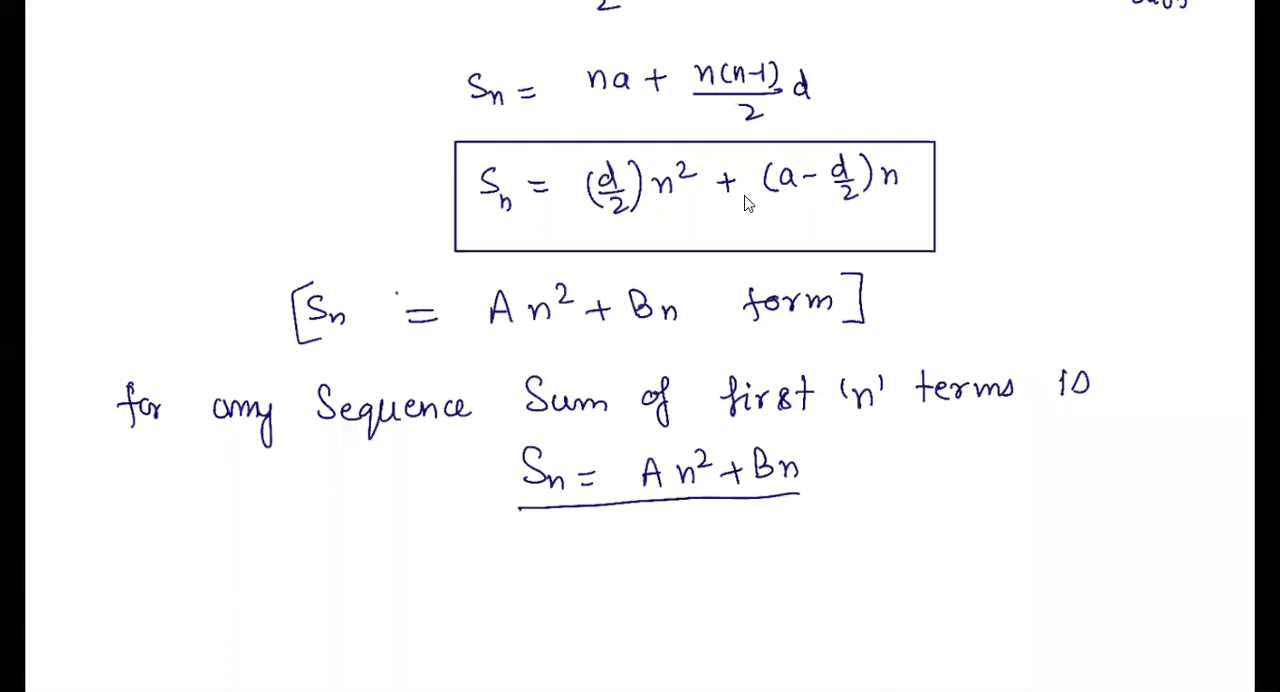 Sn = na + n(n-1)/2 d
Sn = (d/2)n² + (a - d/2)n
[Sn = An² + Bn form]
for any Sequence Sum of first 'n' terms is
Sn = An² + Bn